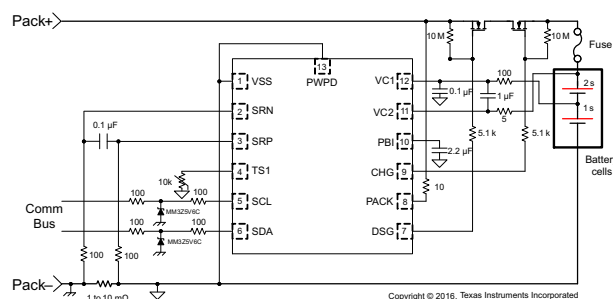 Pack+
10 M
10 M
Fuse
13
PWPD
1 VSS
VC1 12
100
2 s
0.1 µF
1 µF
2 SRN
VC2 11
5
1 s
0.1 µF
3 SRP
PBI 10
5.1 k
5.1 k
2.2 µF
Batter
cells
4 TS1
CHG 9
10k
10
100
100
5 SCL
PACK 8
Comm
Bus
MM3Z5V6C
100
100
6 SDA
DSG 7
MM3Z5V6C
100
100
Pack–
1 to 10 mΩ
Copyright © 2016, Texas Instruments Incorporated